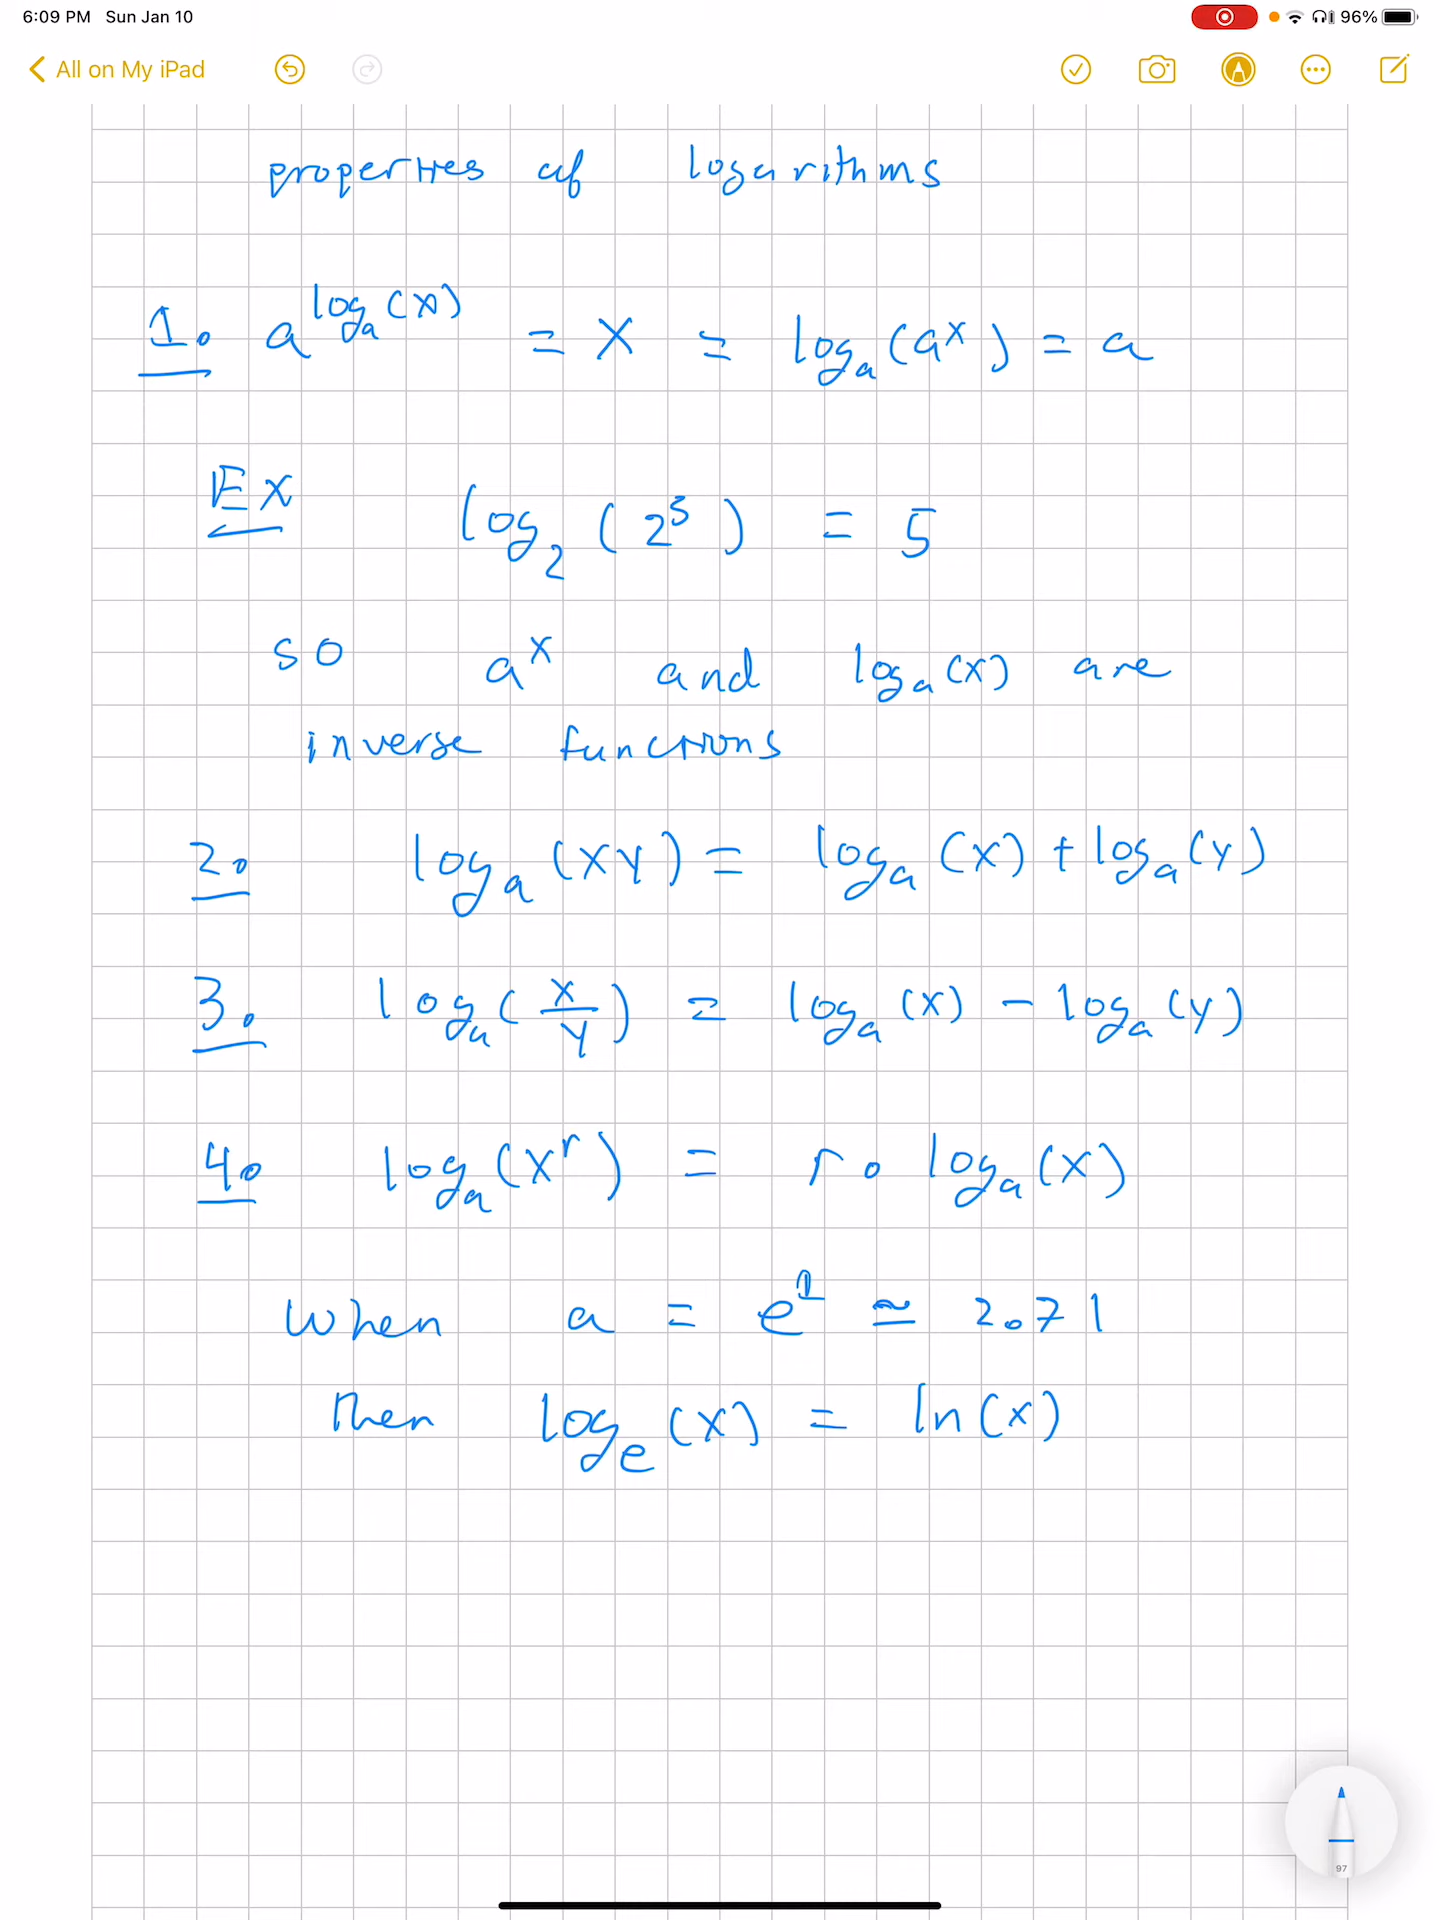 6:09 PM Sun Jan 10 96%
All on My iPad
properties of logarithms
1. a^log_a(x) = x = log_a(a^x) = a
Ex log_2(2^5) = 5
so a^x and log_a(x) are
inverse functions
2. log_a(xy) = log_a(x) + log_a(y)
3. log_a(x/y) = log_a(x) - log_a(y)
4. log_a(x^r) = r · log_a(x)
When a = e^1 ≃ 2.71
Then log_e(x) = ln(x)
97